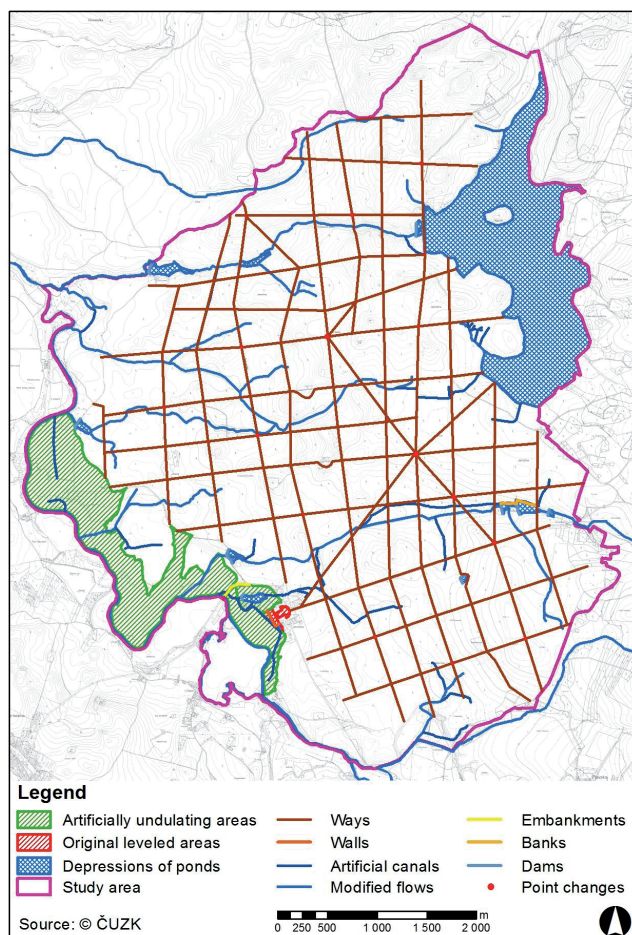 Legend
Artificially undulating areas
Original leveled areas
Depressions of ponds
Study area
Ways
Walls
Artificial canals
Modified flows
Embankments
Banks
Dams
Point changes
Source: © ČUZK
0 250 500 1 000 1 500 2 000 m